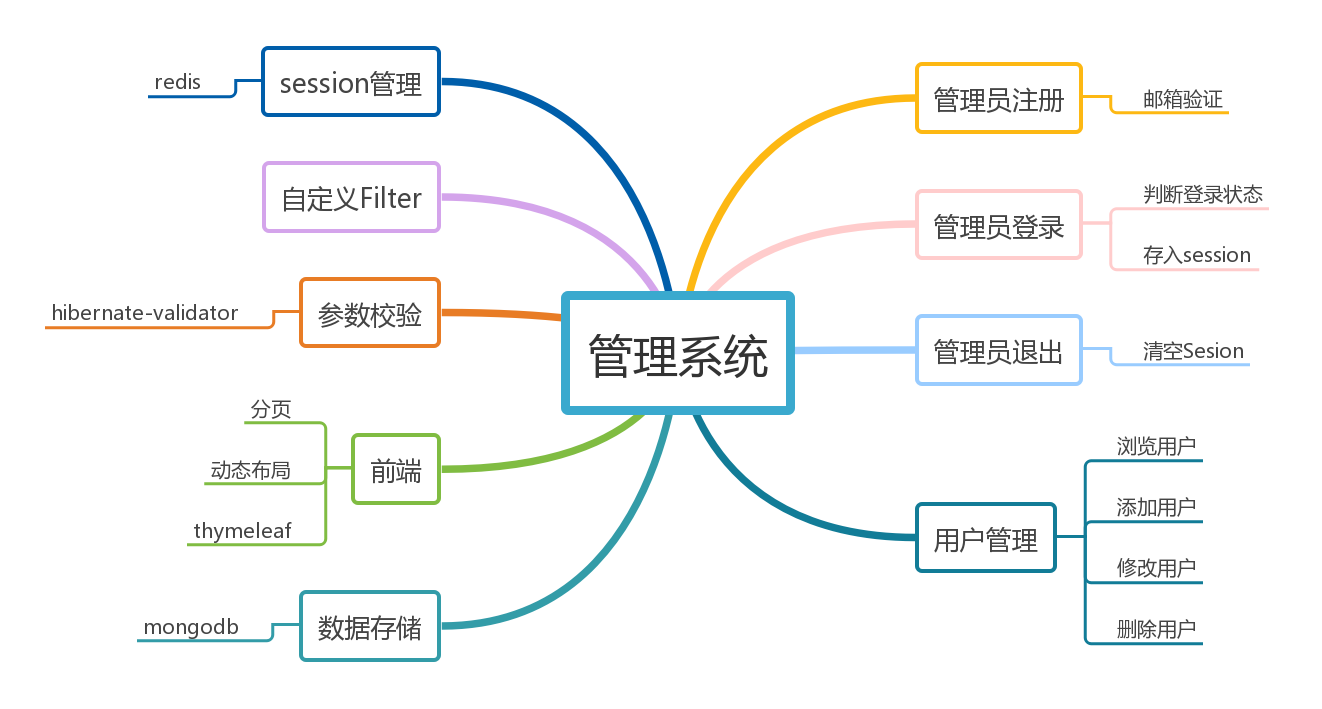 管理系统
管理员注册
邮箱验证
管理员登录
判断登录状态
存入session
管理员退出
清空Sesion
用户管理
浏览用户
添加用户
修改用户
删除用户
session管理
redis
自定义Filter
参数校验
hibernate-validator
前端
分页
动态布局
thymeleaf
数据存储
mongodb